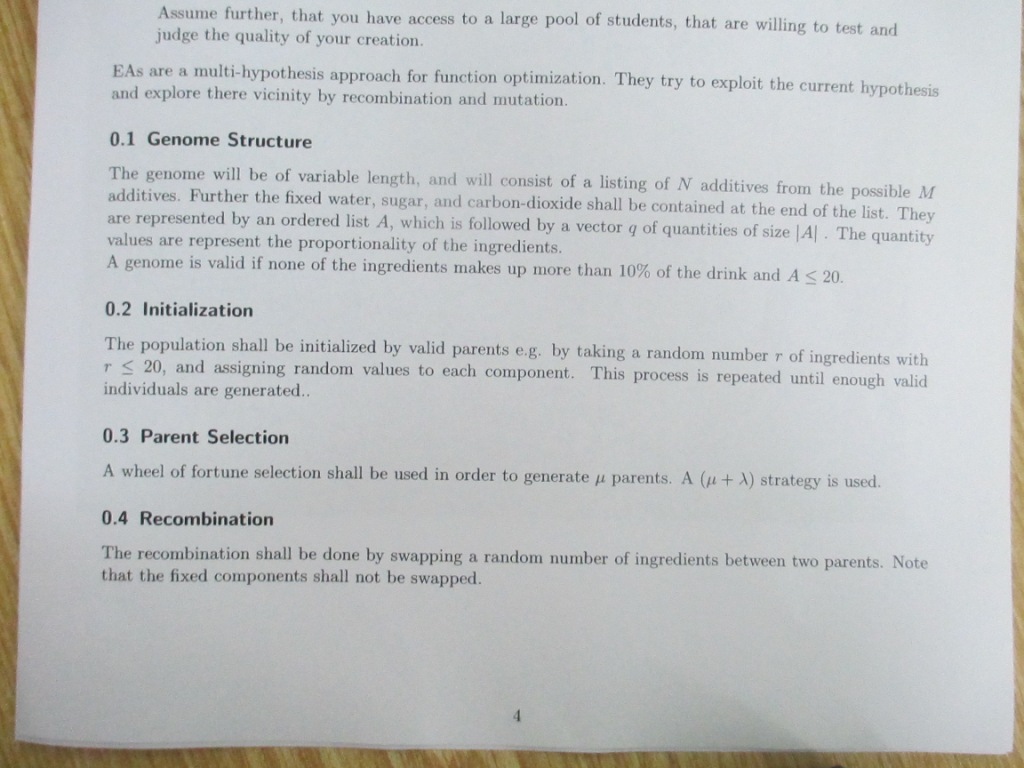 Assume further, that you have access to a large pool of students, that are willing to test and
judge the quality of your creation.
EAs are a multi-hypothesis approach for function optimization. They try to exploit the current hypothesis
and explore there vicinity by recombination and mutation.
0.1 Genome Structure
The genome will be of variable length, and will consist of a listing of N additives from the possible M
additives. Further the fixed water, sugar, and carbon-dioxide shall be contained at the end of the list. They
are represented by an ordered list A, which is followed by a vector q of quantities of size |A| . The quantity
values are represent the proportionality of the ingredients.
A genome is valid if none of the ingredients makes up more than 10% of the drink and A ≤ 20.
0.2 Initialization
The population shall be initialized by valid parents e.g. by taking a random number r of ingredients with
r ≤ 20, and assigning random values to each component. This process is repeated until enough valid
individuals are generated..
0.3 Parent Selection
A wheel of fortune selection shall be used in order to generate μ parents. A (μ + λ) strategy is used.
0.4 Recombination
The recombination shall be done by swapping a random number of ingredients between two parents. Note
that the fixed components shall not be swapped.
4